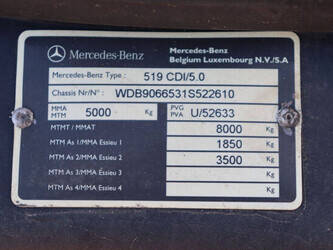 Mercedes-Benz
Mercedes-Benz
Belgium Luxembourg N.V./S.A
Mercedes-Benz Type : 519 CDI/5.0
Chassis Nr/N° : WDB9066531S522610
MMA MTM 5000 Kg PVG PVA U/52633
MTMT / MMAT 8000 Kg
MTM As 1/MMA Essieu 1 1850 Kg
MTM As 2/MMA Essieu 2 3500 Kg
MTM As 3/MMA Essieu 3 Kg
MTM As 4/MMA Essieu 4 Kg